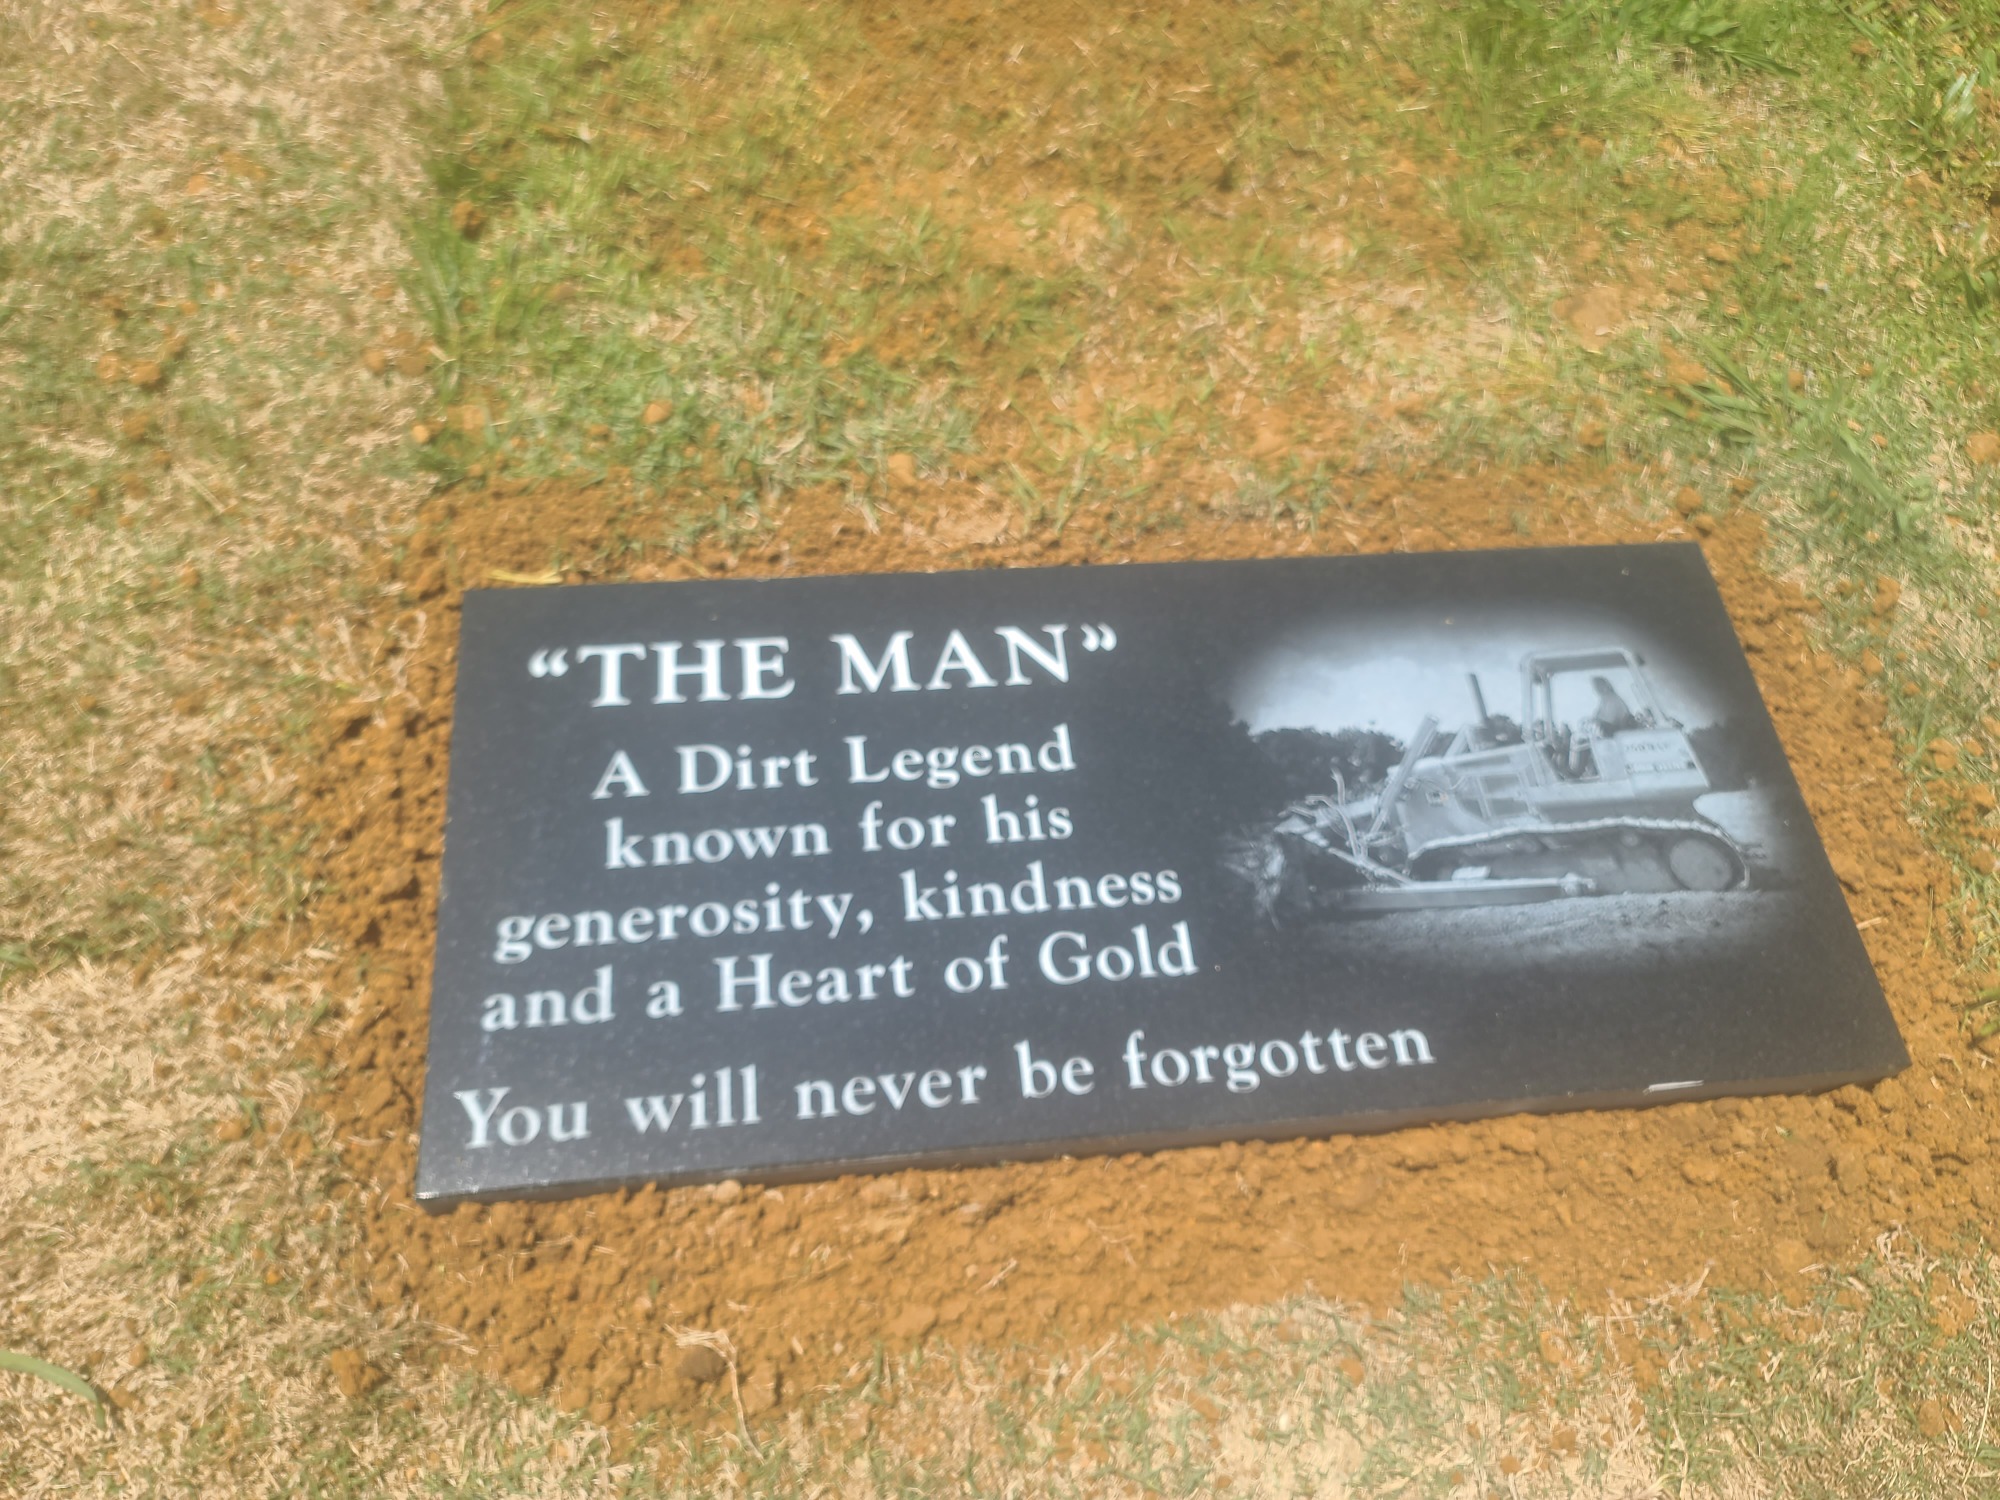 “THE MAN”
A Dirt Legend
known for his
generosity, kindness
and a Heart of Gold
You will never be forgotten